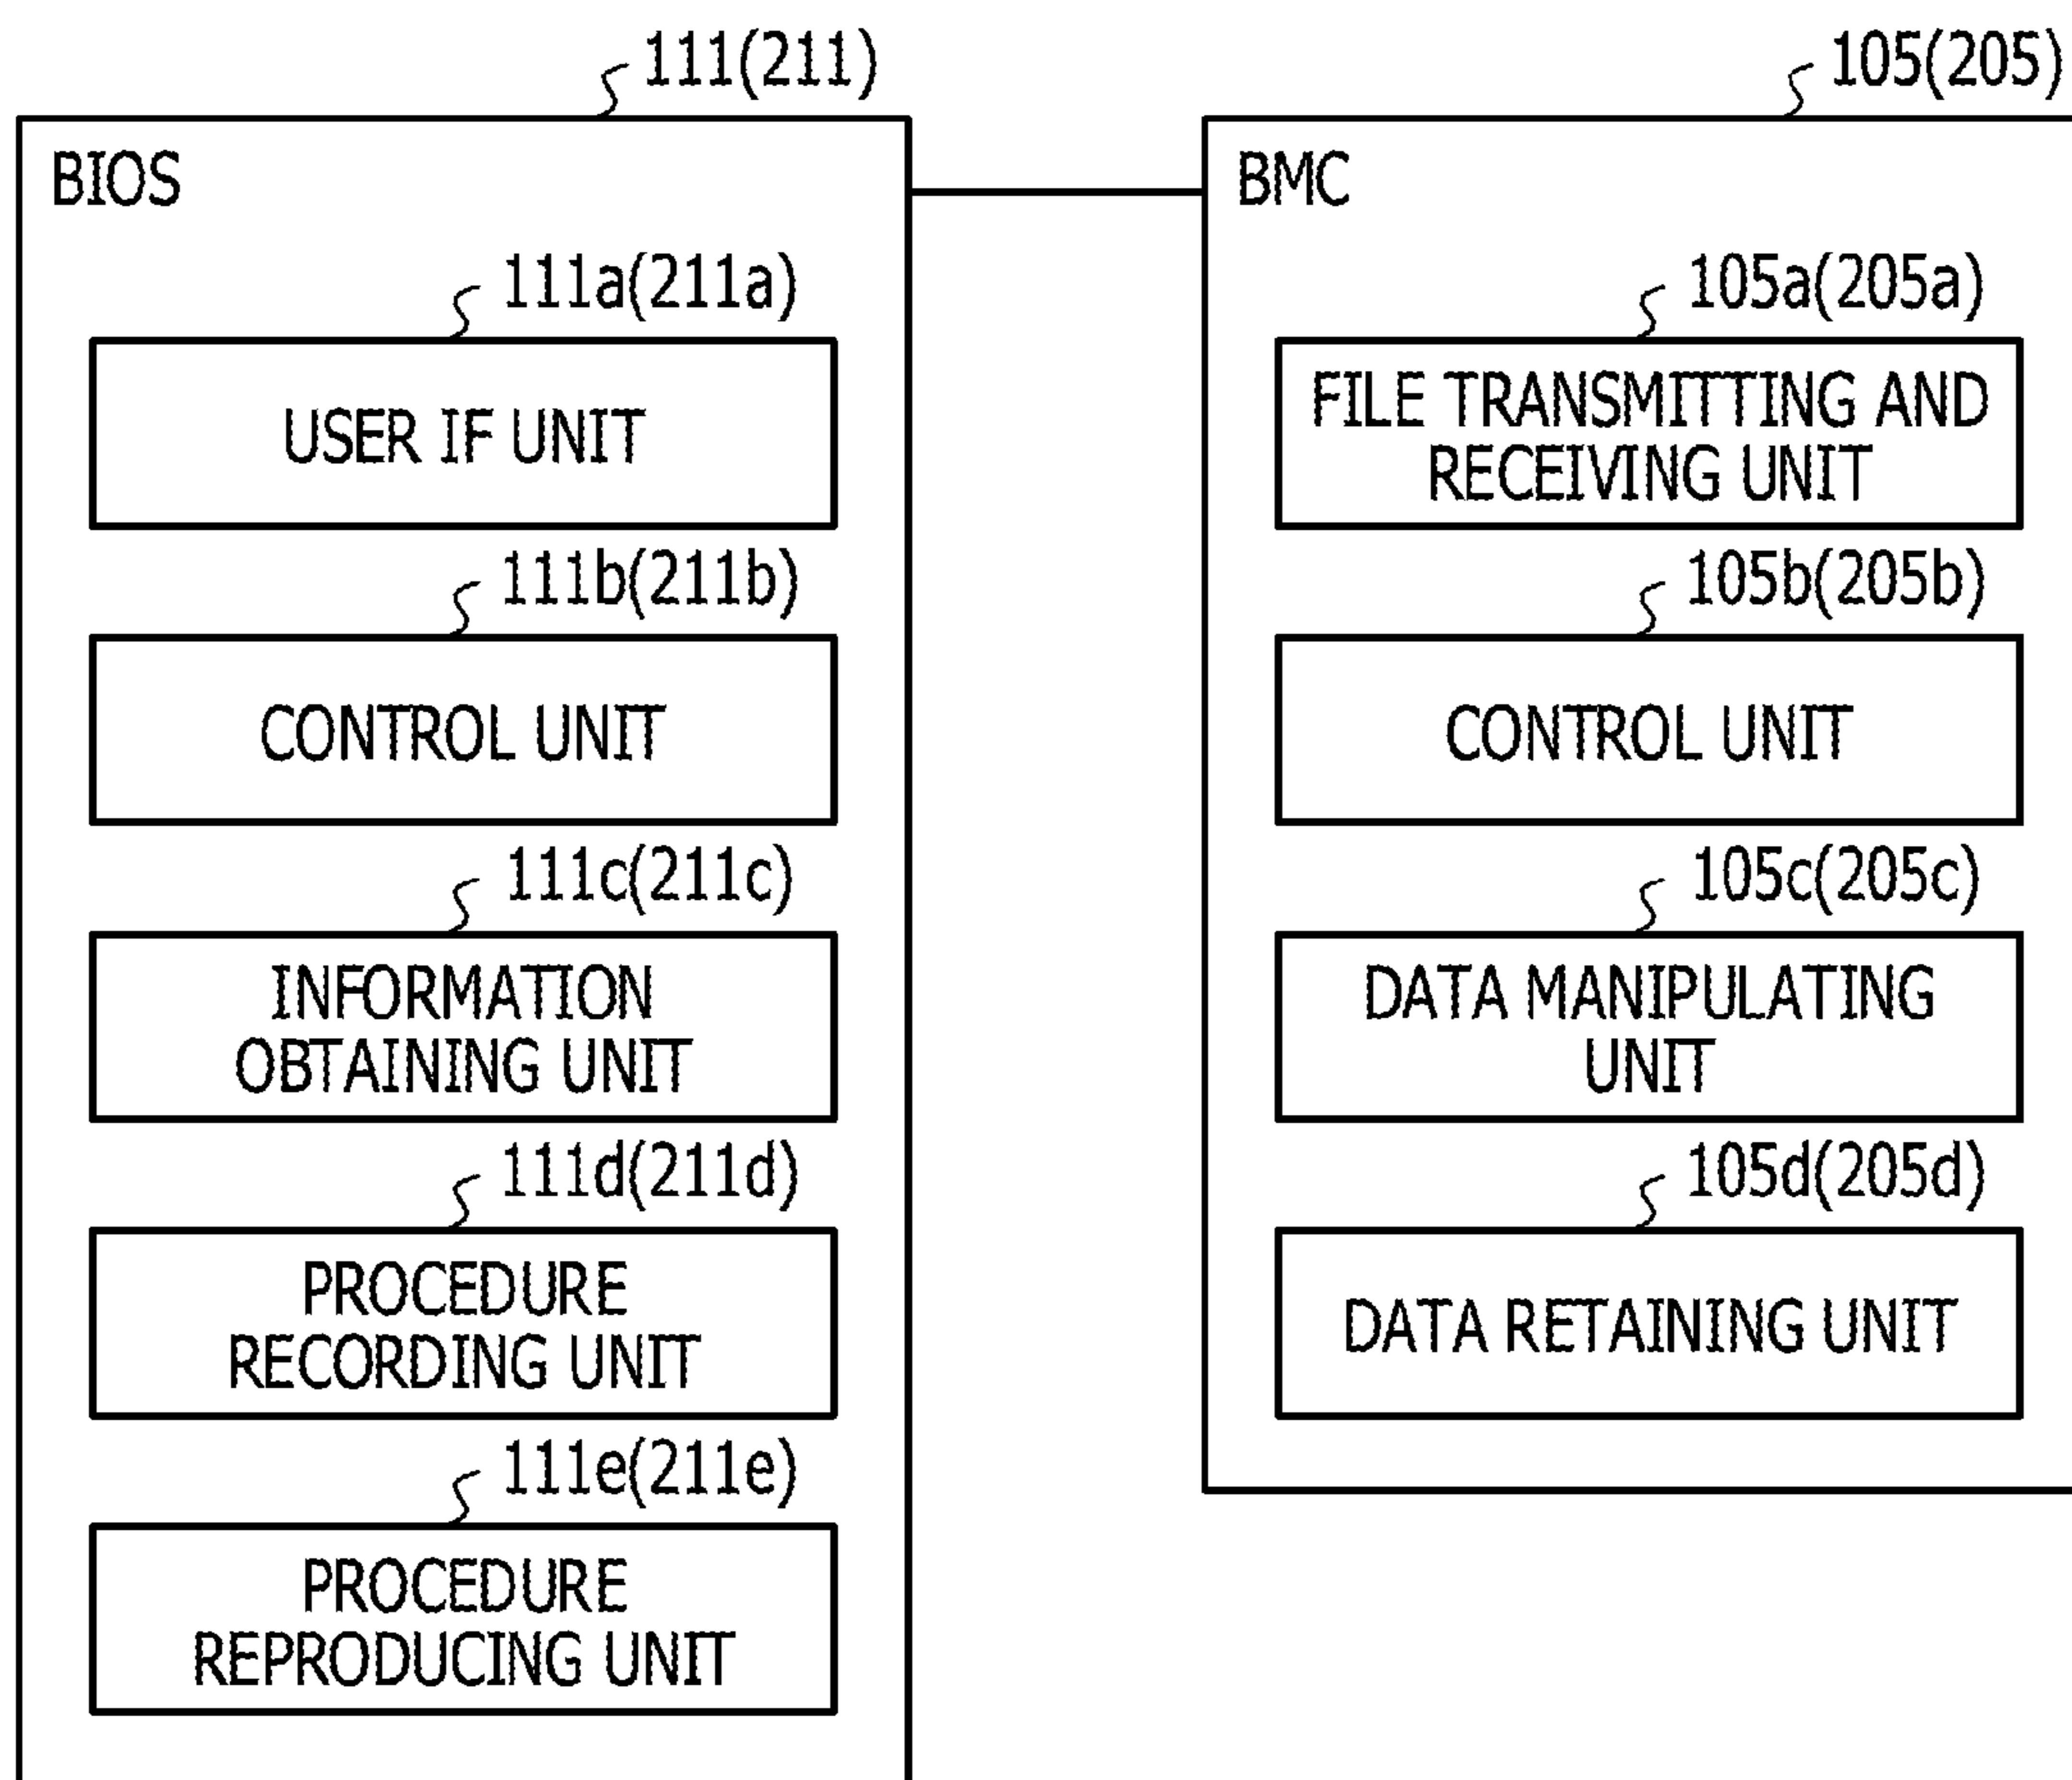 111(211)
BIOS
111a(211a)
USER IF UNIT
111b(211b)
CONTROL UNIT
111c(211c)
INFORMATION
OBTAINING UNIT
111d(211d)
PROCEDURE
RECORDING UNIT
111e(211e)
PROCEDURE
REPRODUCING UNIT
105(205)
BMC
105a(205a)
FILE TRANSMITTING AND
RECEIVING UNIT
105b(205b)
CONTROL UNIT
105c(205c)
DATA MANIPULATING
UNIT
105d(205d)
DATA RETAINING UNIT